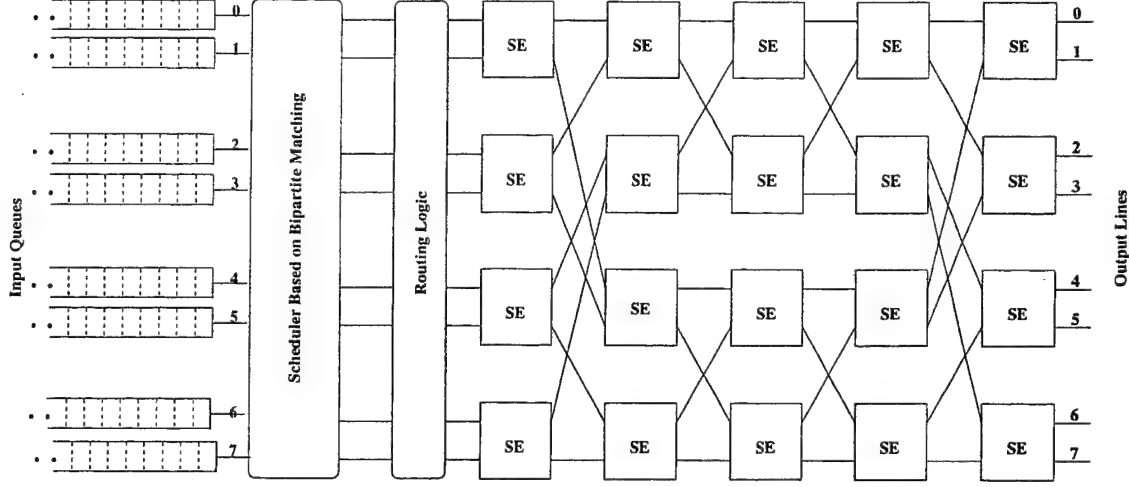 Input Queues
0
1
2
3
4
5
6
7
Scheduler Based on Bipartite Matching
Routing Logic
SE SE SE SE SE
SE SE SE SE SE
SE SE SE SE SE
SE SE SE SE SE
0
1
2
3
4
5
6
7
Output Lines